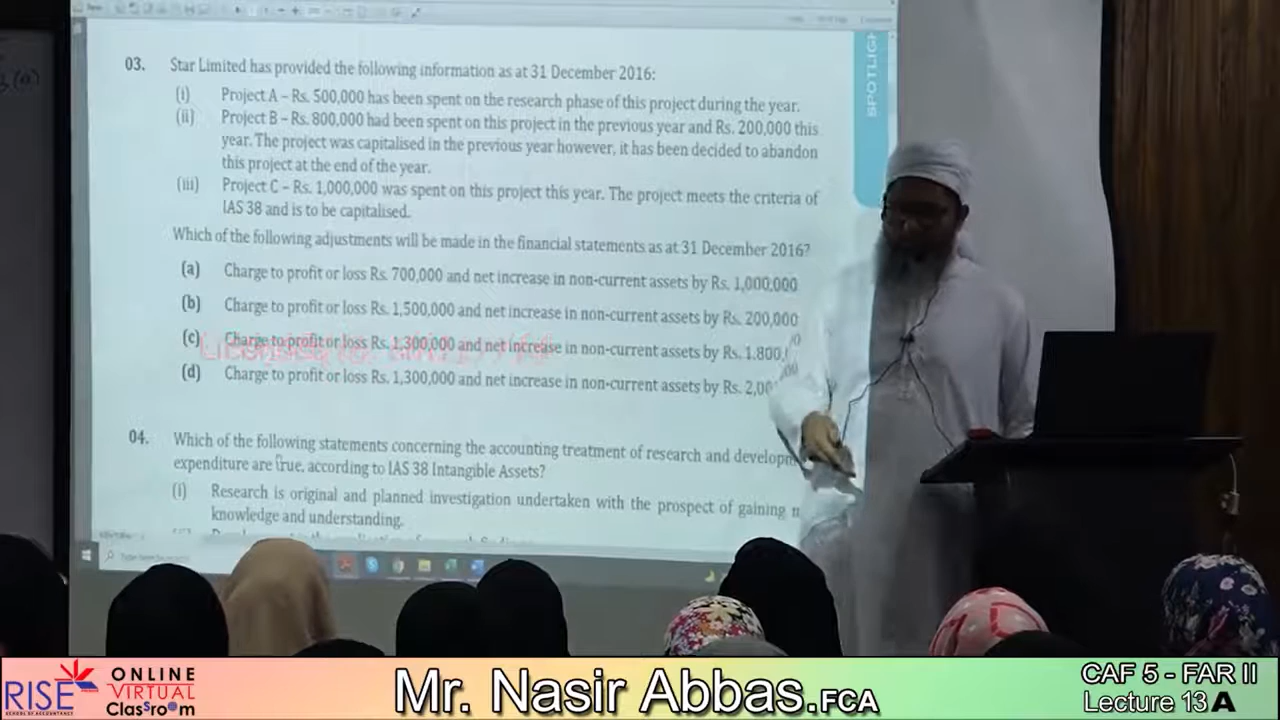 SPOTLIGH
03. Star Limited has provided the following information as at 31 December 2016:
(i) Project A – Rs. 500,000 has been spent on the research phase of this project during the year.
(ii) Project B – Rs. 800,000 had been spent on this project in the previous year and Rs. 200,000 this
year. The project was capitalised in the previous year however, it has been decided to abandon
this project at the end of the year.
(iii) Project C – Rs. 1,000,000 was spent on this project this year. The project meets the criteria of
IAS 38 and is to be capitalised.
Which of the following adjustments will be made in the financial statements as at 31 December 2016?
(a) Charge to profit or loss Rs. 700,000 and net increase in non-current assets by Rs. 1,000,000
(b) Charge to profit or loss Rs. 1,500,000 and net increase in non-current assets by Rs. 200,000
(c) Charge to profit or loss Rs. 1,300,000 and net increase in non-current assets by Rs. 1.800,
(d) Charge to profit or loss Rs. 1,300,000 and net increase in non-current assets by Rs. 2,00
04. Which of the following statements concerning the accounting treatment of research and developm
expenditure are true, according to IAS 38 Intangible Assets?
(i) Research is original and planned investigation undertaken with the prospect of gaining n
knowledge and understanding.
RISE
SCHOOL OF ACCOUNTANCY
ONLINE
VIRTUAL
Classroom
Mr. Nasir Abbas.FCA
CAF 5 - FAR II
Lecture 13 A